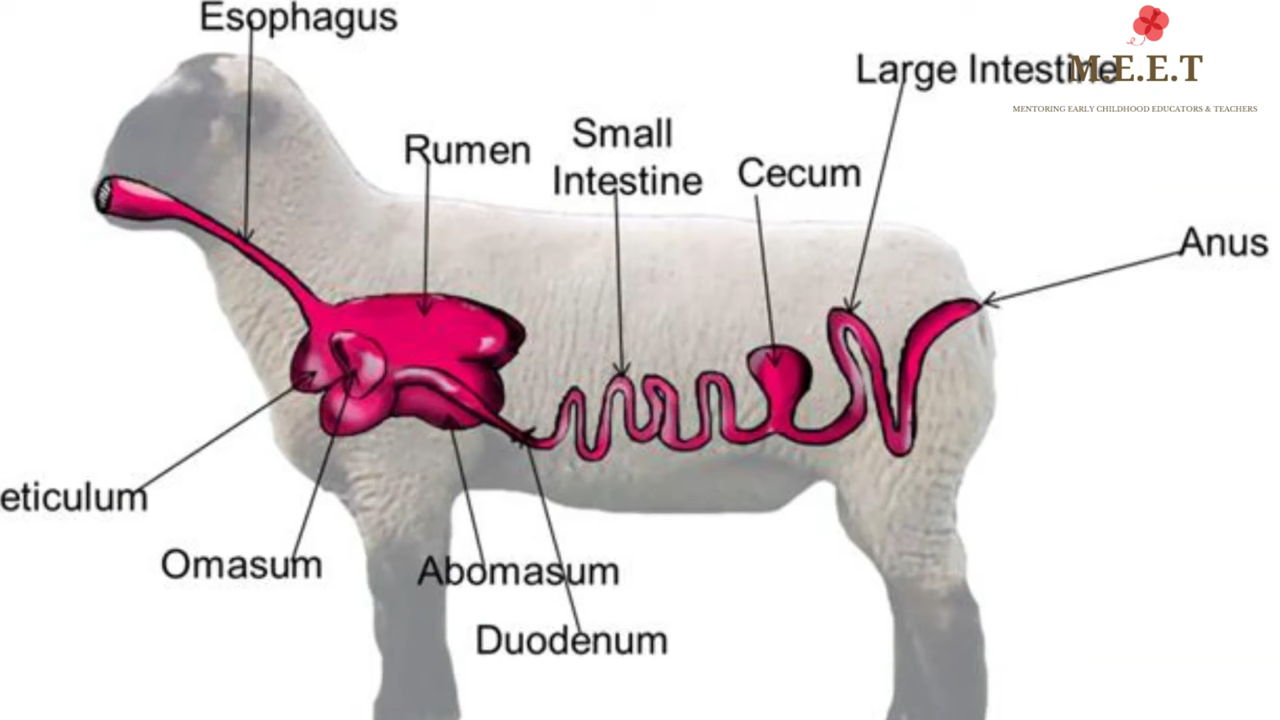 Esophagus
Large Intestine
M.E.E.T
MENTORING EARLY CHILDHOOD EDUCATORS & TEACHERS
Small
Intestine
Rumen
Cecum
Anus
eticulum
Omasum
Abomasum
Duodenum